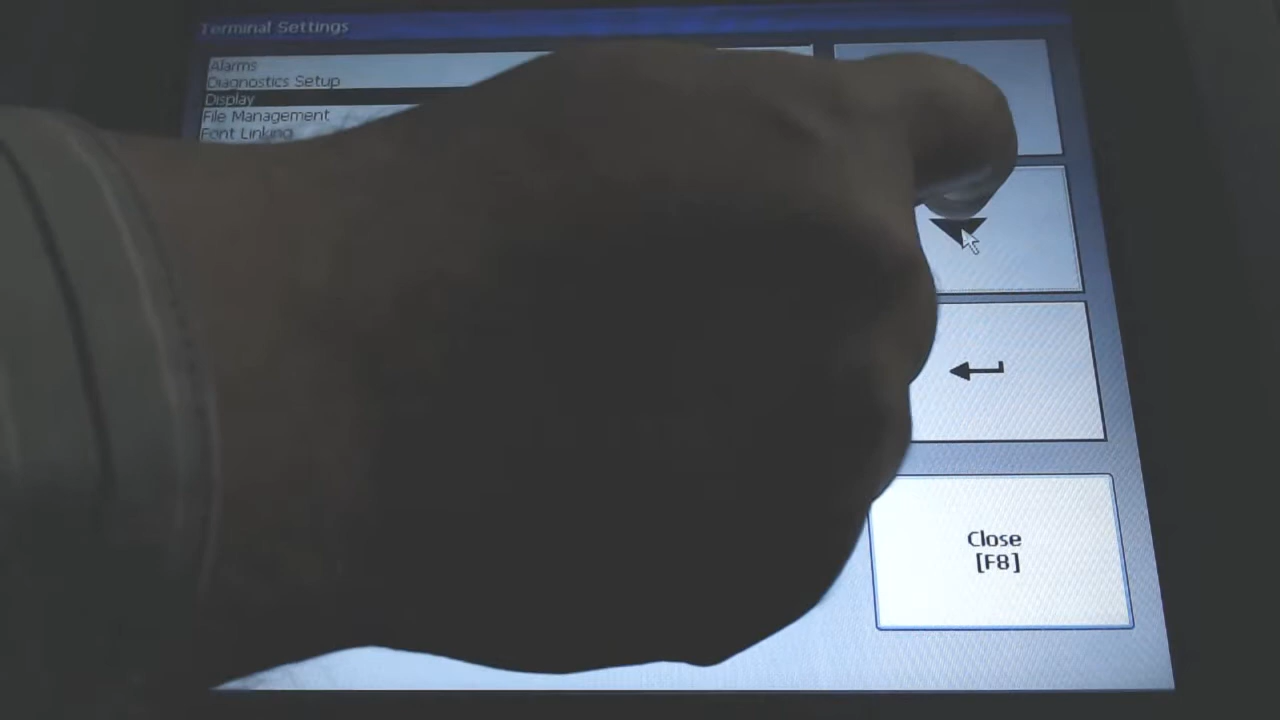 Terminal Settings
Alarms
Diagnostics Setup
Display
File Management
Font Linking
Close
[F8]